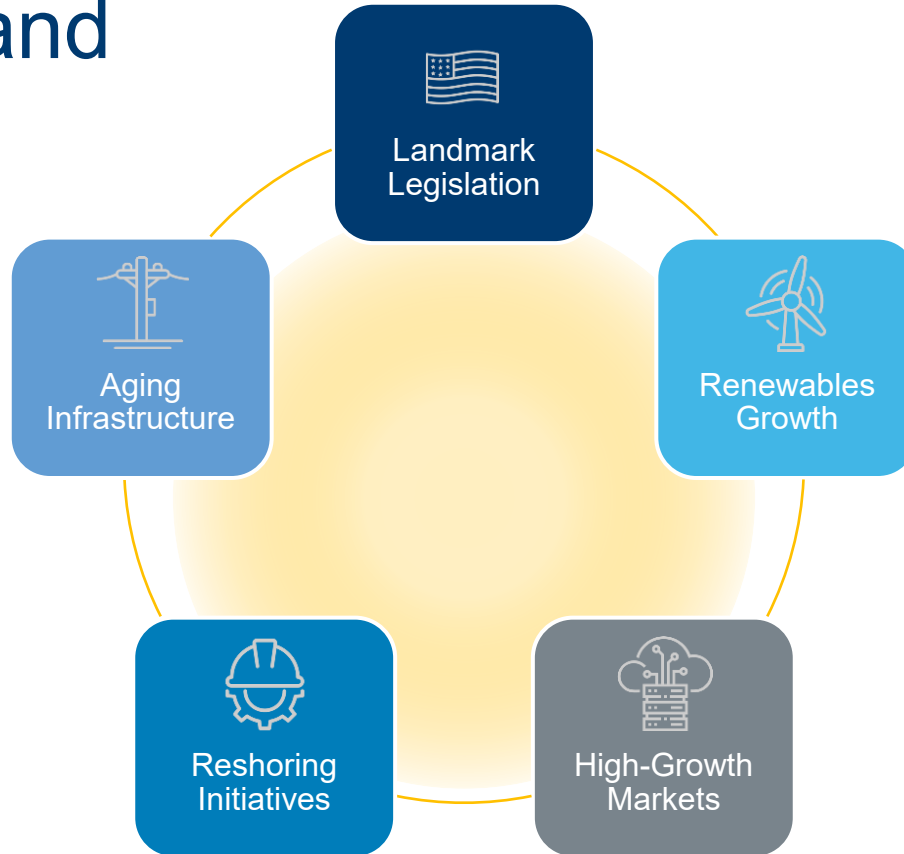 and
Landmark
Legislation
Aging
Infrastructure
Renewables
Growth
Reshoring
Initiatives
High-Growth
Markets